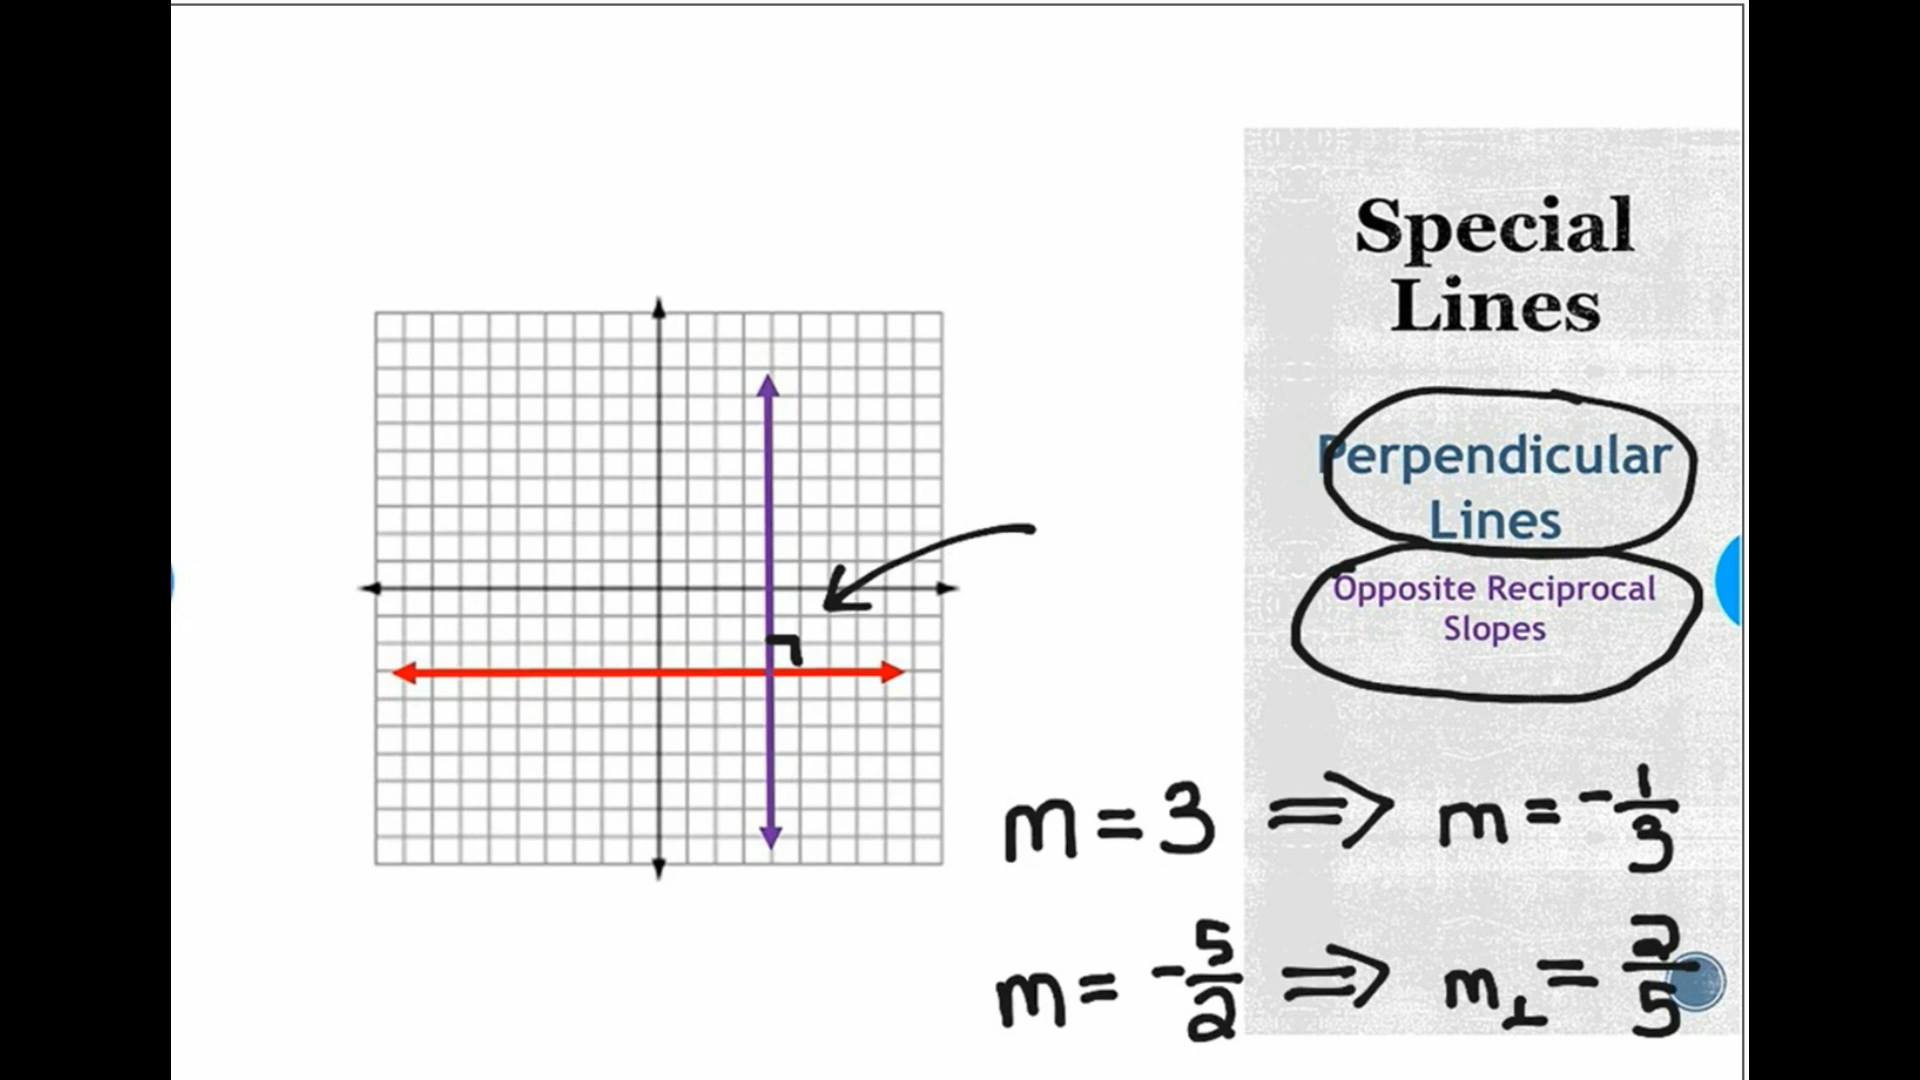 Special
Lines
Perpendicular
Lines
Opposite Reciprocal
Slopes
m = 3 ⇒ m = -1/3
m = -5/2 ⇒ m⊥ = 2/5